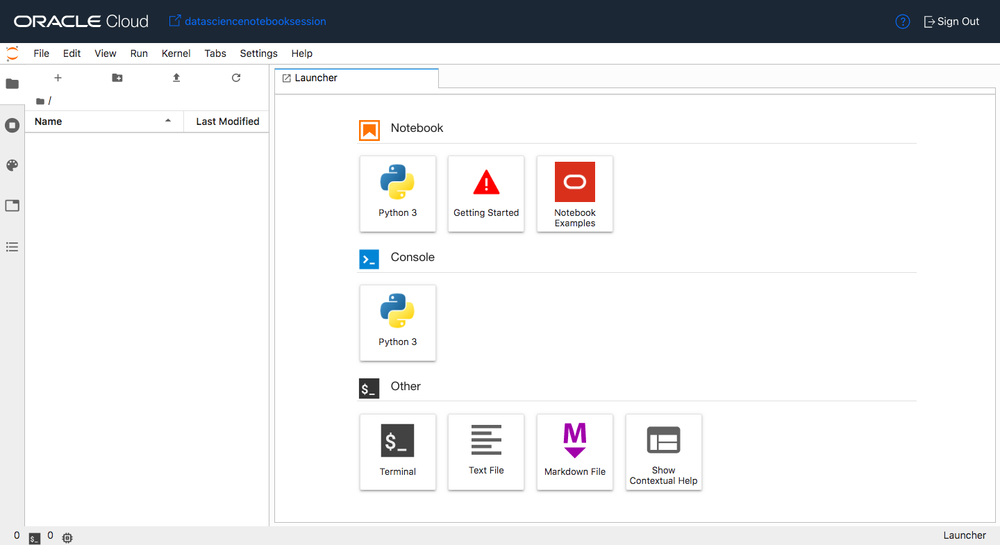 ORACLE Cloud datasciencenotebooksession ? Sign Out
File Edit View Run Kernel Tabs Settings Help
Launcher
/
Name Last Modified
Notebook
Python 3 Getting Started Notebook
Examples
Console
Python 3
$_ Other
$_ M
Terminal Text File Markdown File Show
Contextual Help
0 $_ 0 Launcher